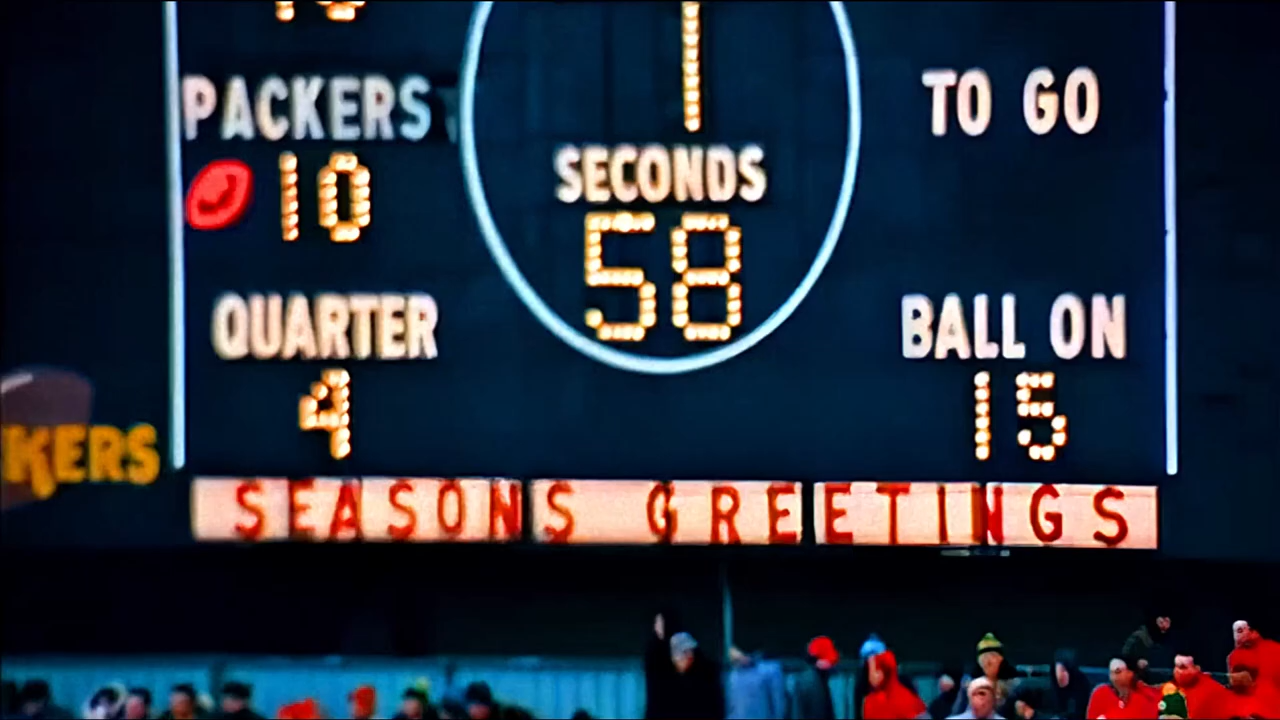 PACKERS
10
QUARTER
4
1
SECONDS
58
TO GO
BALL ON
15
KERS
SEASONS GREETINGS